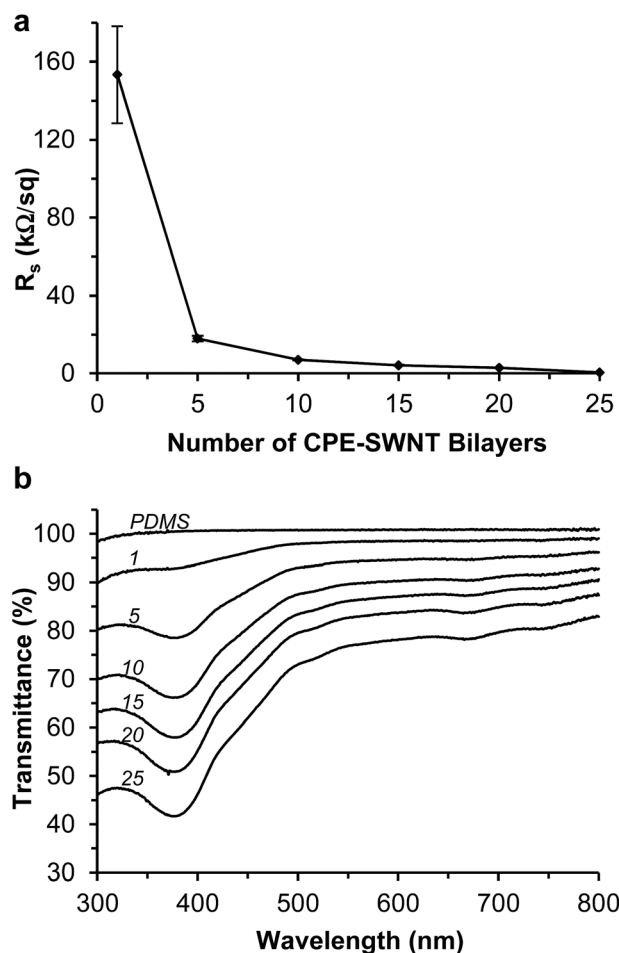 a
160
120
80
40
0
R_s (kΩ/sq)
0 5 10 15 20 25
Number of CPE-SWNT Bilayers
b
PDMS
1
5
10
15
20
25
100
90
80
70
60
50
40
30
Transmittance (%)
300 400 500 600 700 800
Wavelength (nm)